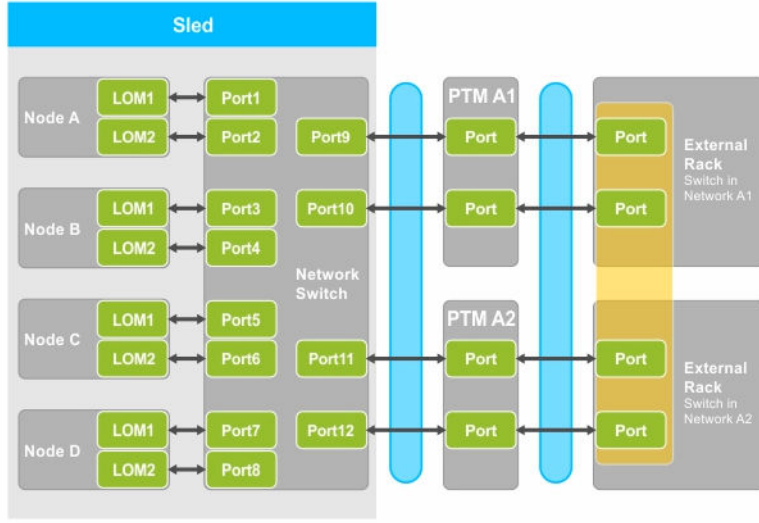 Sled
Node A
LOM1
LOM2
Port1
Port2
Port9
Node B
LOM1
LOM2
Port3
Port4
Port10
Network
Switch
Node C
LOM1
LOM2
Port5
Port6
Port11
Node D
LOM1
LOM2
Port7
Port8
Port12
PTM A1
Port
Port
PTM A2
Port
Port
Port
Port
External
Rack
Switch in
Network A1
Port
Port
External
Rack
Switch in
Network A2